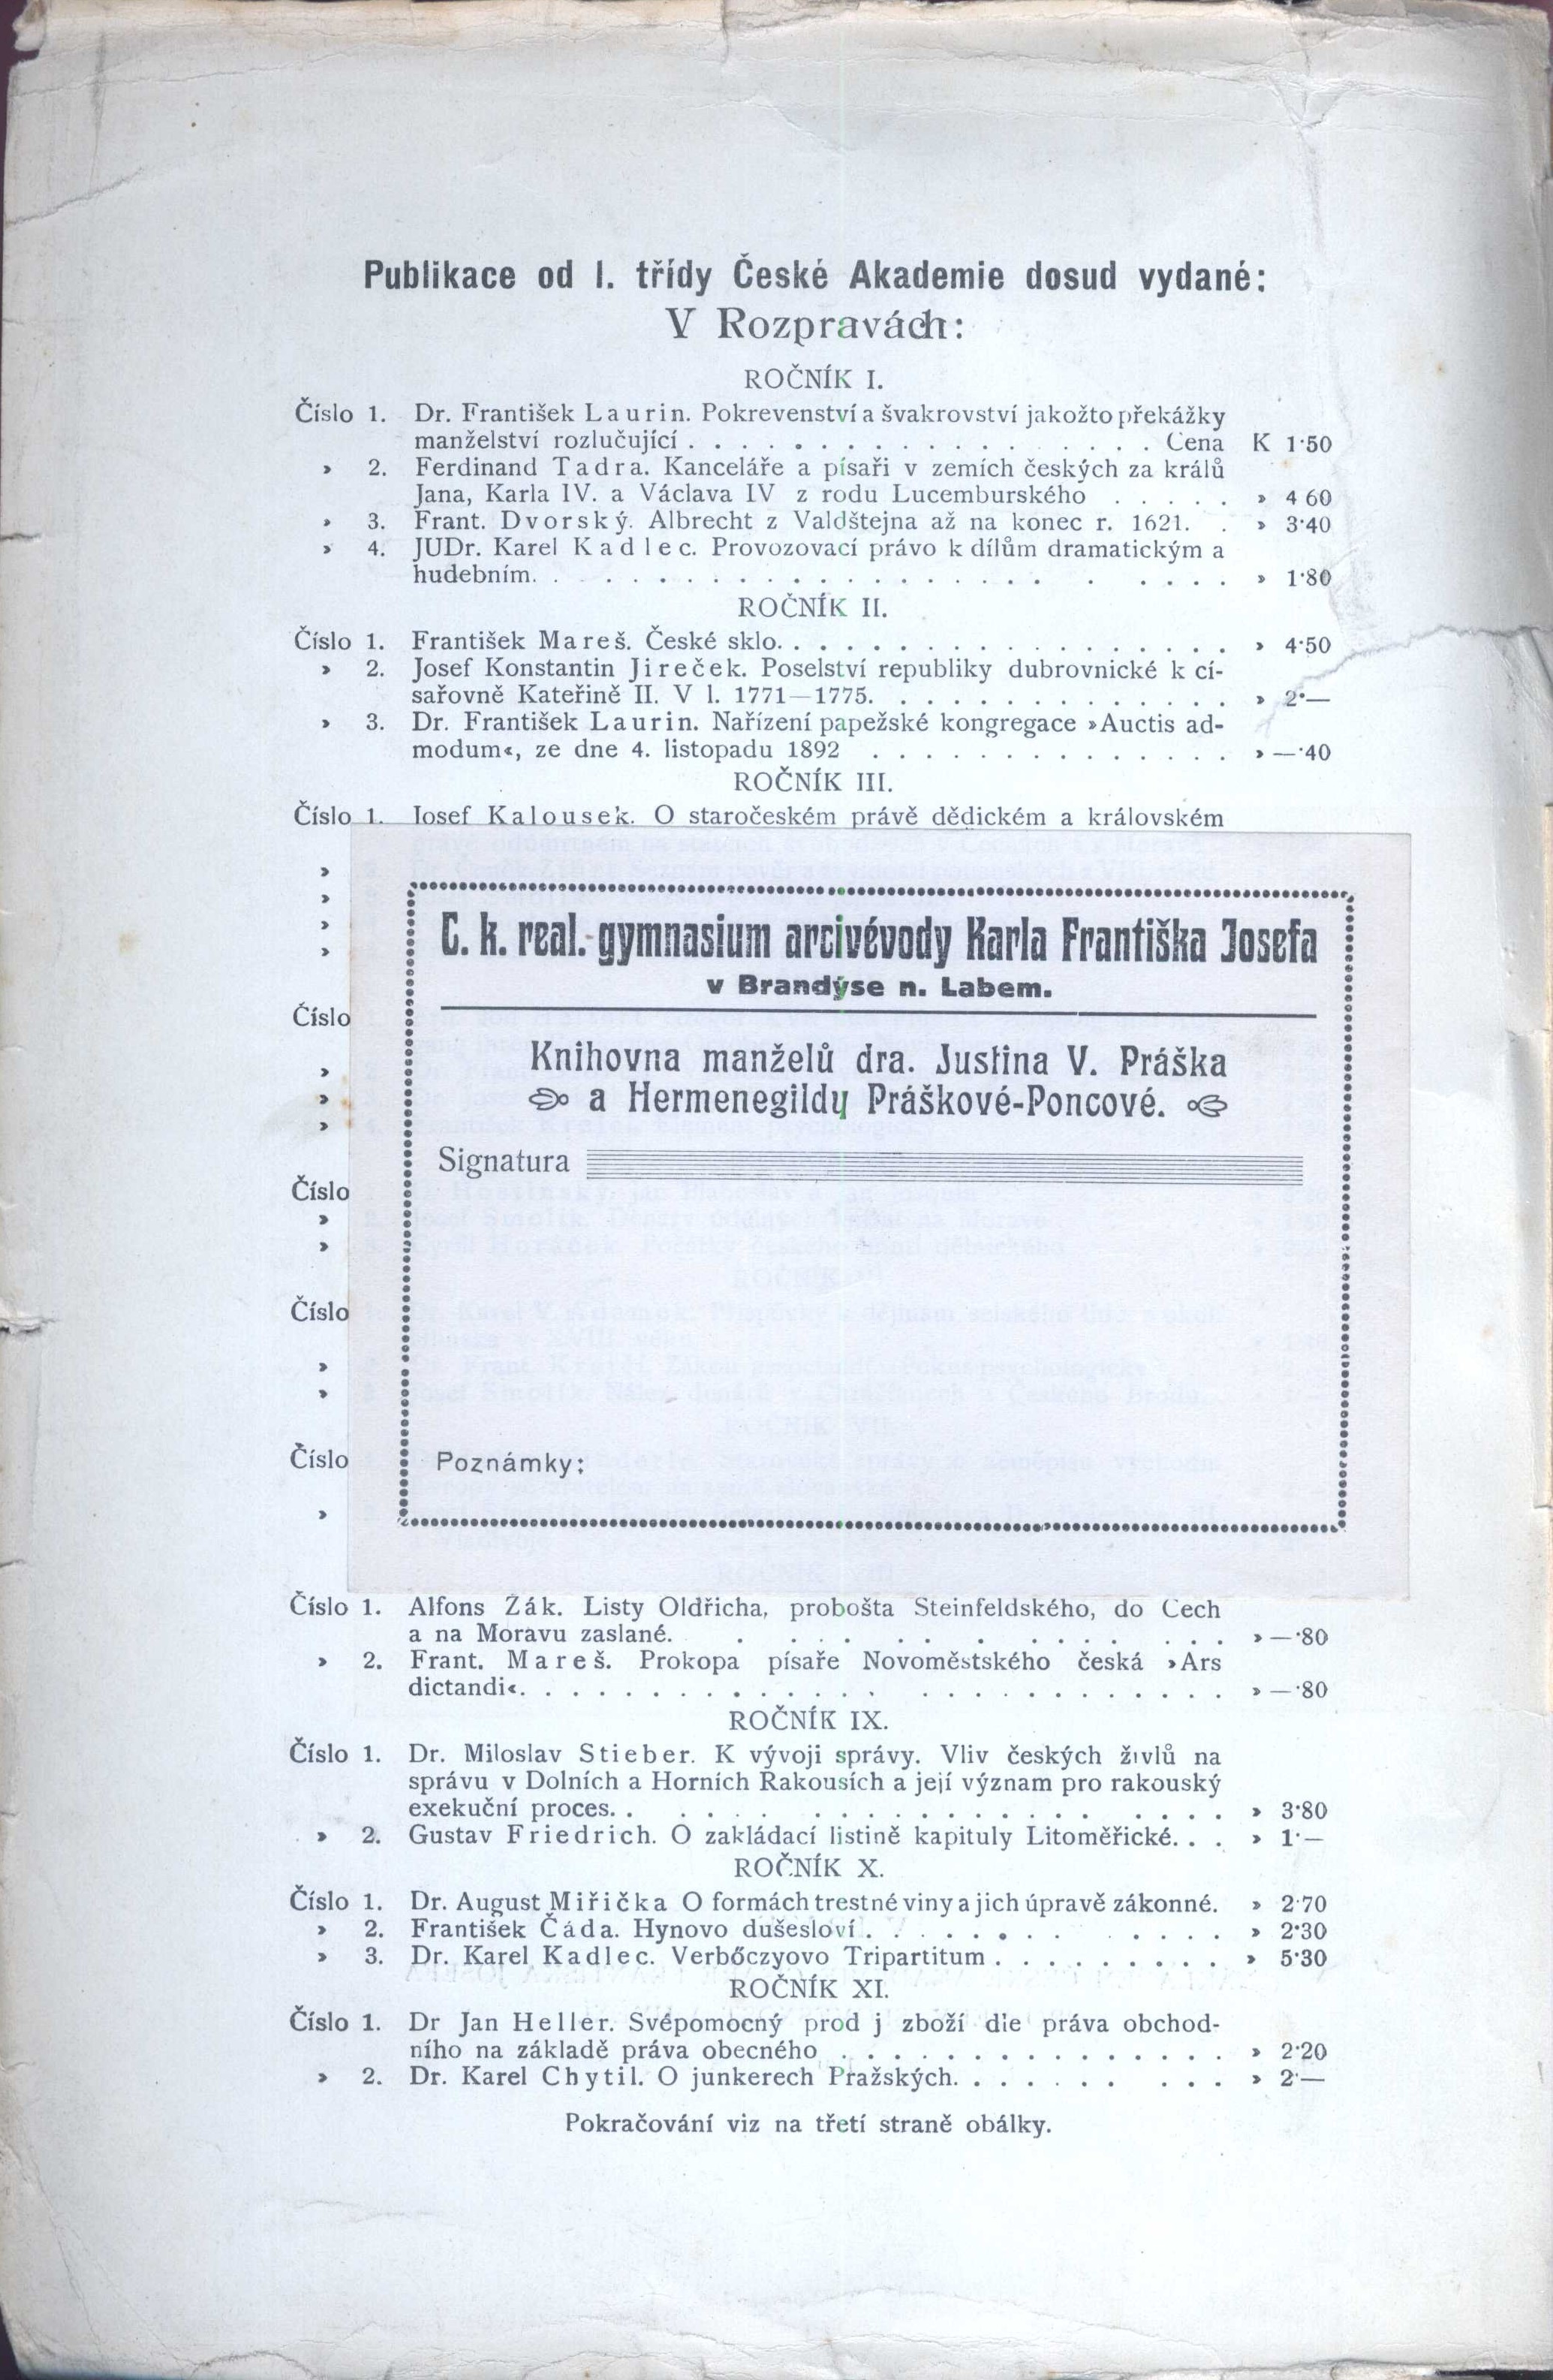 Publikace od I. třídy České Akademie dosud vydané:
V Rozpravách:
ROČNÍK I.
Číslo 1. Dr. František Laurin. Pokrevenství a švakrovství jakožto překážky
manželství rozlučující . . . . . . . . . . . . . . . . . . Cena K 1·50
» 2. Ferdinand Tadra. Kanceláře a písaři v zemích českých za králů
Jana, Karla IV. a Václava IV z rodu Lucemburského . . . . . » 4 60
» 3. Frant. Dvorský. Albrecht z Valdštejna až na konec r. 1621. . » 3·40
» 4. JUDr. Karel Kadlec. Provozovací právo k dílům dramatickým a
hudebním. . . . . . . . . . . . . . . . . . . . . . . . » 1·80
ROČNÍK II.
Číslo 1. František Mareš. České sklo. . . . . . . . . . . . . . . . . . » 4·50
» 2. Josef Konstantin Jireček. Poselství republiky dubrovnické k cí-
sařovně Kateřině II. V l. 1771—1775. . . . . . . . . . . . . . » 2·—
» 3. Dr. František Laurin. Nařízení papežské kongregace »Auctis ad-
modum«, ze dne 4. listopadu 1892 . . . . . . . . . . . . . . » —·40
ROČNÍK III.
Číslo 1. Josef Kalousek. O staročeském právě dědickém a královském
»
»
»
»
Číslo
»
»
»
Číslo
»
»
Číslo
»
»
Číslo
»
C. k. real.-gymnasium arcivévody Karla Františka Josefa
v Brandýse n. Labem.
Knihovna manželů dra. Justina V. Práška
a Hermenegildy Práškové-Poncové.
Signatura
Poznámky:
Číslo 1. Alfons Žák. Listy Oldřicha, probošta Steinfeldského, do Čech
a na Moravu zaslané. . . . . . . . . . . . . . . » —·80
» 2. Frant. Mareš. Prokopa písaře Novoměstského česká »Ars
dictandi«. . . . . . . . . . . . . . . . . . . . . . . . . . » —·80
ROČNÍK IX.
Číslo 1. Dr. Miloslav Stieber. K vývoji správy. Vliv českých živlů na
správu v Dolních a Horních Rakousích a její význam pro rakouský
exekuční proces. . . . . . . . . . . . . . . . . . . . . » 3·80
» 2. Gustav Friedrich. O zakládací listině kapituly Litoměřické. . . » 1·—
ROČNÍK X.
Číslo 1. Dr. August Miřička O formách trestné viny a jich úpravě zákonné. » 2·70
» 2. František Čáda. Hynovo dušesloví . . . . . . . . . . . . » 2·30
» 3. Dr. Karel Kadlec. Verbőczyovo Tripartitum . . . . . . . . . » 5·30
ROČNÍK XI.
Číslo 1. Dr Jan Heller. Svépomocný prod j zboží dle práva obchod-
ního na základě práva obecného . . . . . . . . . . . . . . . » 2·20
» 2. Dr. Karel Chytil. O junkerech Pražských. . . . . . . . . . » 2·—
Pokračování viz na třetí straně obálky.